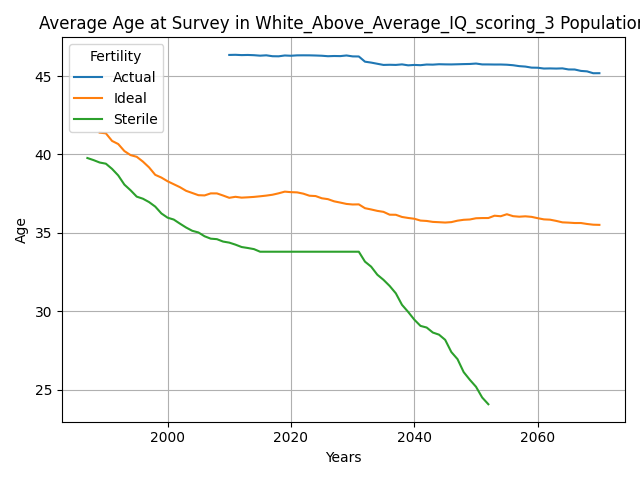 Average Age at Survey in White_Above_Average_IQ_scoring_3 Population
Fertility
Actual
Ideal
Sterile
45
40
35
30
25
Age
2000
2020
2040
2060
Years